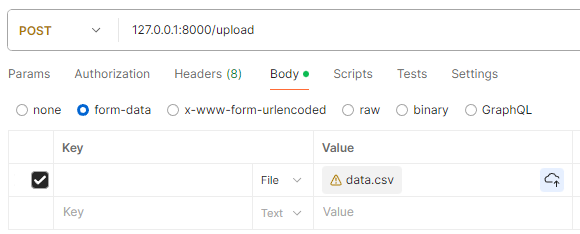 POST 127.0.0.1:8000/upload
Params Authorization Headers (8) Body Scripts Tests Settings
none form-data x-www-form-urlencoded raw binary GraphQL
Key Value
File data.csv
Key Text Value